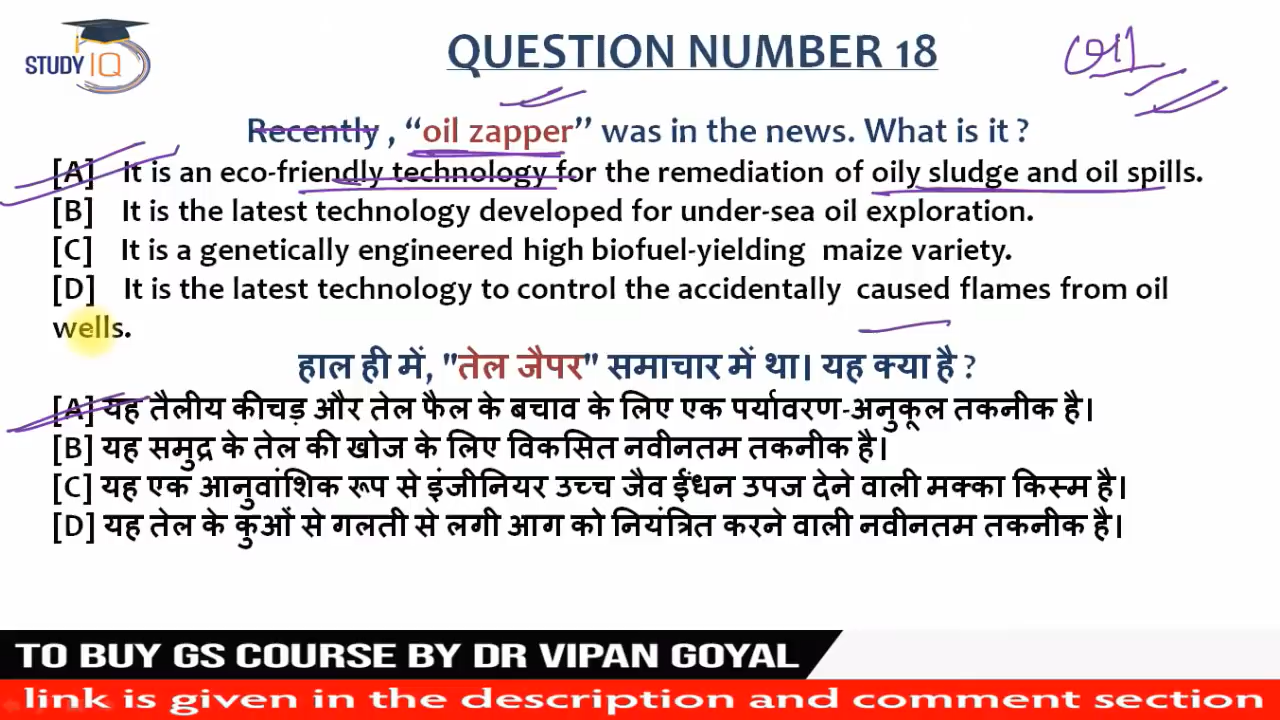 STUDY IQ
QUESTION NUMBER 18
oil
Recently , “oil zapper” was in the news. What is it ?
[A] It is an eco-friendly technology for the remediation of oily sludge and oil spills.
[B] It is the latest technology developed for under-sea oil exploration.
[C] It is a genetically engineered high biofuel-yielding maize variety.
[D] It is the latest technology to control the accidentally caused flames from oil
wells.
हाल ही में, "तेल जैपर" समाचार में था। यह क्या है ?
[A] यह तैलीय कीचड़ और तेल फैल के बचाव के लिए एक पर्यावरण-अनुकूल तकनीक है।
[B] यह समुद्र के तेल की खोज के लिए विकसित नवीनतम तकनीक है।
[C] यह एक आनुवांशिक रूप से इंजीनियर उच्च जैव ईंधन उपज देने वाली मक्का किस्म है।
[D] यह तेल के कुओं से गलती से लगी आग को नियंत्रित करने वाली नवीनतम तकनीक है।
TO BUY GS COURSE BY DR VIPAN GOYAL
link is given in the description and comment section